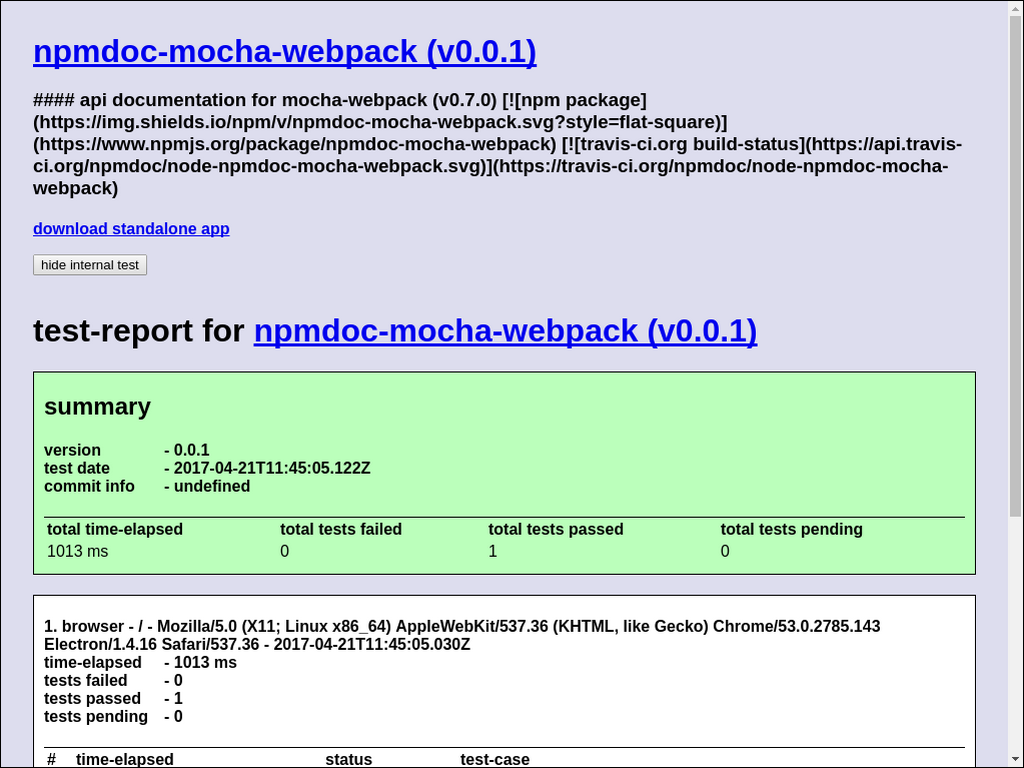 npmdoc-mocha-webpack (v0.0.1)
#### api documentation for mocha-webpack (v0.7.0) [![npm package]
(https://img.shields.io/npm/v/npmdoc-mocha-webpack.svg?style=flat-square)]
(https://www.npmjs.org/package/npmdoc-mocha-webpack) [![travis-ci.org build-status](https://api.travis-
ci.org/npmdoc/node-npmdoc-mocha-webpack.svg)](https://travis-ci.org/npmdoc/node-npmdoc-mocha-
webpack)
download standalone app
hide internal test
test-report for npmdoc-mocha-webpack (v0.0.1)
summary
version - 0.0.1
test date - 2017-04-21T11:45:05.122Z
commit info - undefined
total time-elapsed total tests failed total tests passed total tests pending
1013 ms 0 1 0
1. browser - / - Mozilla/5.0 (X11; Linux x86_64) AppleWebKit/537.36 (KHTML, like Gecko) Chrome/53.0.2785.143
Electron/1.4.16 Safari/537.36 - 2017-04-21T11:45:05.030Z
time-elapsed - 1013 ms
tests failed - 0
tests passed - 1
tests pending - 0
# time-elapsed status test-case